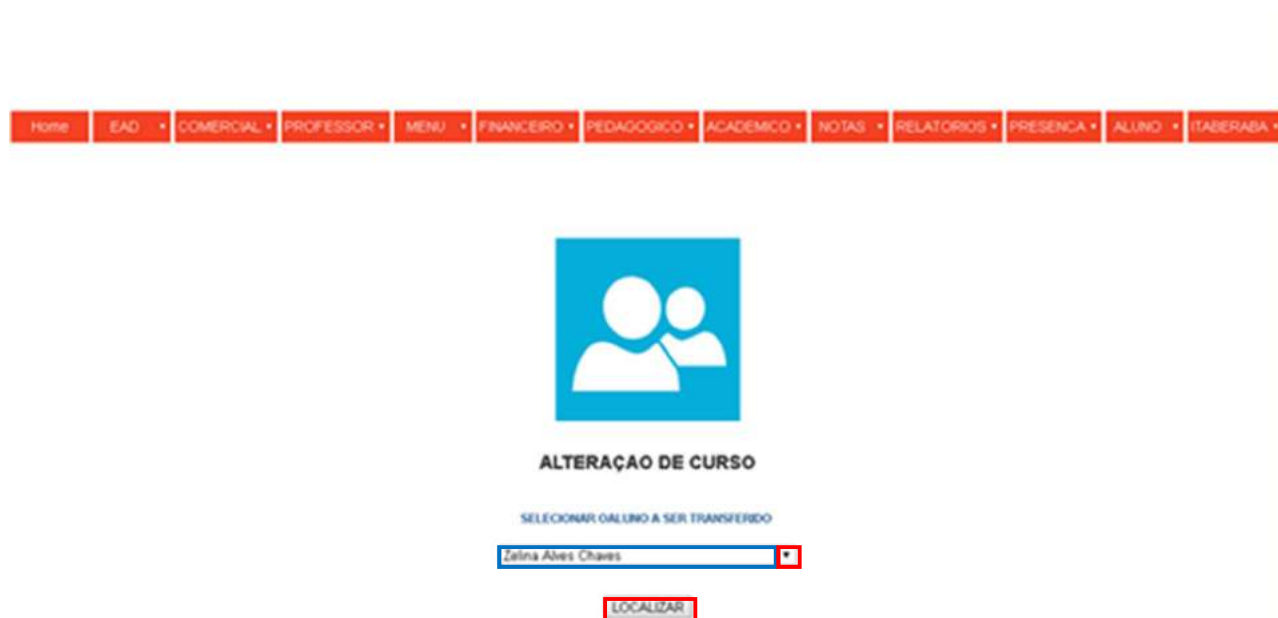 Home EAD COMERCIAL PROFESSOR MENU FINANCEIRO PEDAGOGICO ACADEMICO NOTAS RELATORIOS PRESENCA ALUNO ITABERABA
ALTERAÇAO DE CURSO
SELECIONAR OALUNO A SER TRANSFERIDO
Zelina Alves Chaves
LOCALIZAR